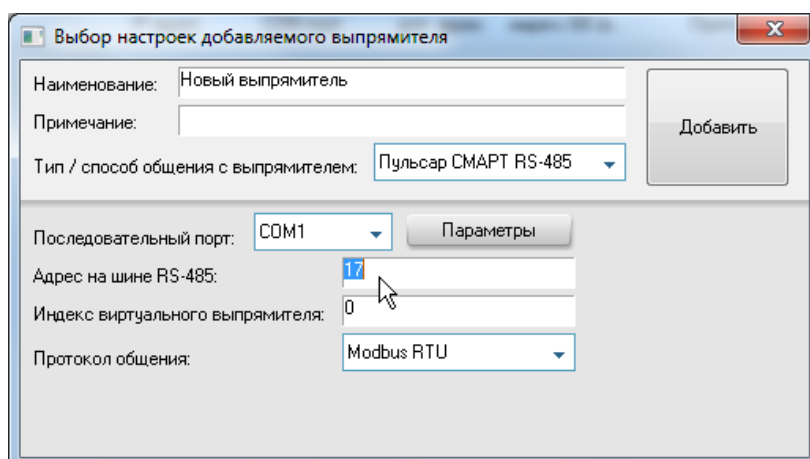 Выбор настроек добавляемого выпрямителя
Наименование: Новый выпрямитель
Примечание:
Добавить
Тип / способ общения с выпрямителем: Пульсар СМАРТ RS-485
Последовательный порт: COM1 Параметры
Адрес на шине RS-485: 17
Индекс виртуального выпрямителя: 0
Протокол общения: Modbus RTU